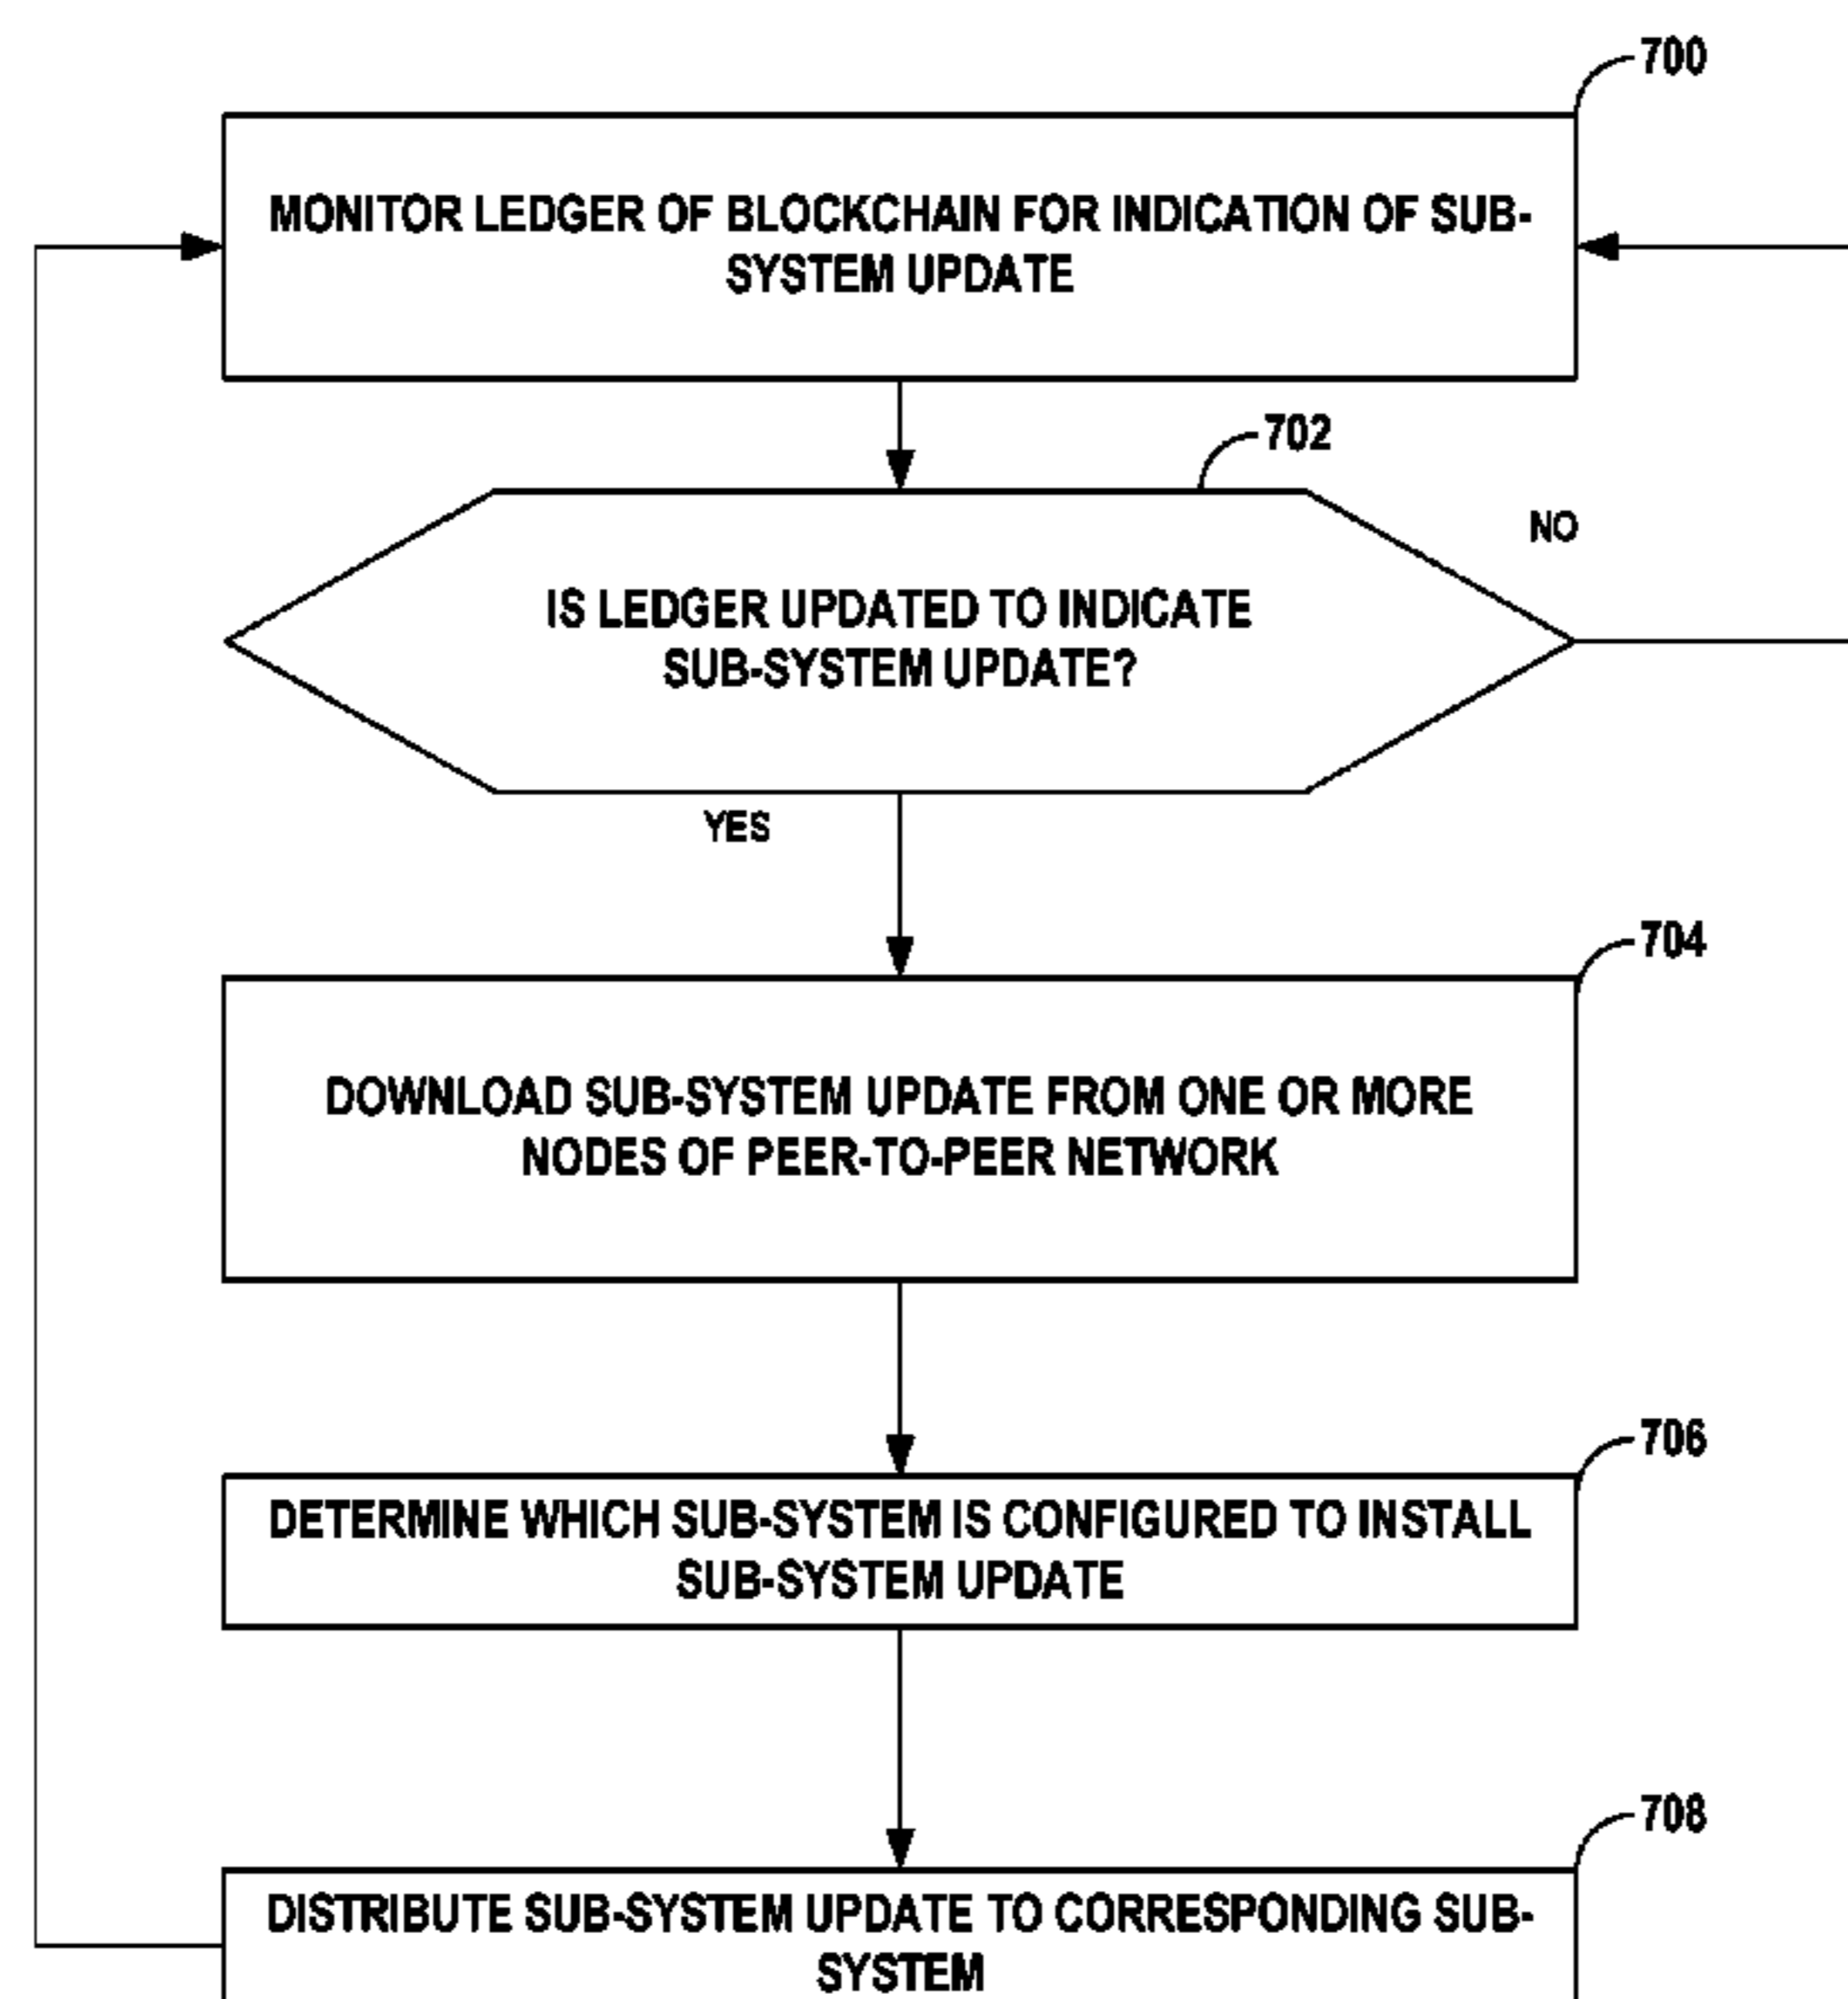 700
MONITOR LEDGER OF BLOCKCHAIN FOR INDICATION OF SUB-
SYSTEM UPDATE
702
NO
IS LEDGER UPDATED TO INDICATE
SUB-SYSTEM UPDATE?
YES
704
DOWNLOAD SUB-SYSTEM UPDATE FROM ONE OR MORE
NODES OF PEER-TO-PEER NETWORK
706
DETERMINE WHICH SUB-SYSTEM IS CONFIGURED TO INSTALL
SUB-SYSTEM UPDATE
708
DISTRIBUTE SUB-SYSTEM UPDATE TO CORRESPONDING SUB-
SYSTEM